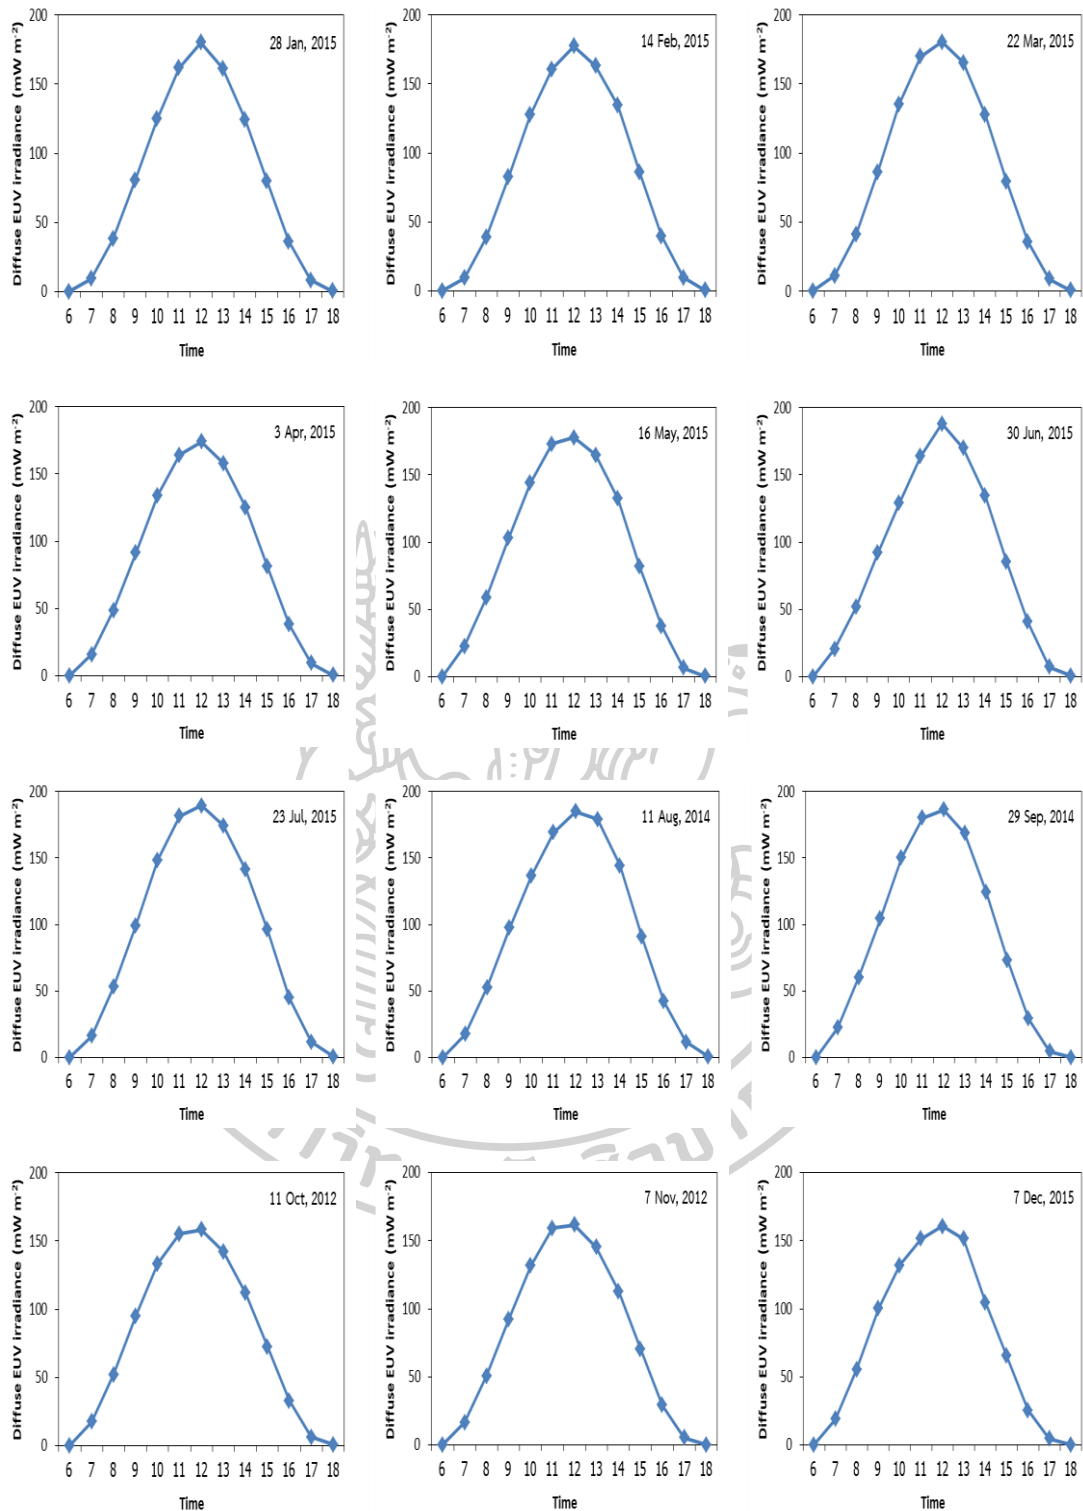 Diffuse EUV irradiance (mW m⁻²)
200
150
100
50
0
28 Jan, 2015
6 7 8 9 10 11 12 13 14 15 16 17 18
Time
Diffuse EUV irradiance (mW m⁻²)
200
150
100
50
0
14 Feb, 2015
6 7 8 9 10 11 12 13 14 15 16 17 18
Time
Diffuse EUV irradiance (mW m⁻²)
200
150
100
50
0
22 Mar, 2015
6 7 8 9 10 11 12 13 14 15 16 17 18
Time
Diffuse EUV irradiance (mW m⁻²)
200
150
100
50
0
3 Apr, 2015
6 7 8 9 10 11 12 13 14 15 16 17 18
Time
Diffuse EUV irradiance (mW m⁻²)
200
150
100
50
0
16 May, 2015
6 7 8 9 10 11 12 13 14 15 16 17 18
Time
Diffuse EUV irradiance (mW m⁻²)
200
150
100
50
0
30 Jun, 2015
6 7 8 9 10 11 12 13 14 15 16 17 18
Time
Diffuse EUV irradiance (mW m⁻²)
200
150
100
50
0
23 Jul, 2015
6 7 8 9 10 11 12 13 14 15 16 17 18
Time
Diffuse EUV irradiance (mW m⁻²)
200
150
100
50
0
11 Aug, 2014
6 7 8 9 10 11 12 13 14 15 16 17 18
Time
Diffuse EUV irradiance (mW m⁻²)
200
150
100
50
0
29 Sep, 2014
6 7 8 9 10 11 12 13 14 15 16 17 18
Time
Diffuse EUV irradiance (mW m⁻²)
200
150
100
50
0
11 Oct, 2012
6 7 8 9 10 11 12 13 14 15 16 17 18
Time
Diffuse EUV irradiance (mW m⁻²)
200
150
100
50
0
7 Nov, 2012
6 7 8 9 10 11 12 13 14 15 16 17 18
Time
Diffuse EUV irradiance (mW m⁻²)
200
150
100
50
0
7 Dec, 2015
6 7 8 9 10 11 12 13 14 15 16 17 18
Time